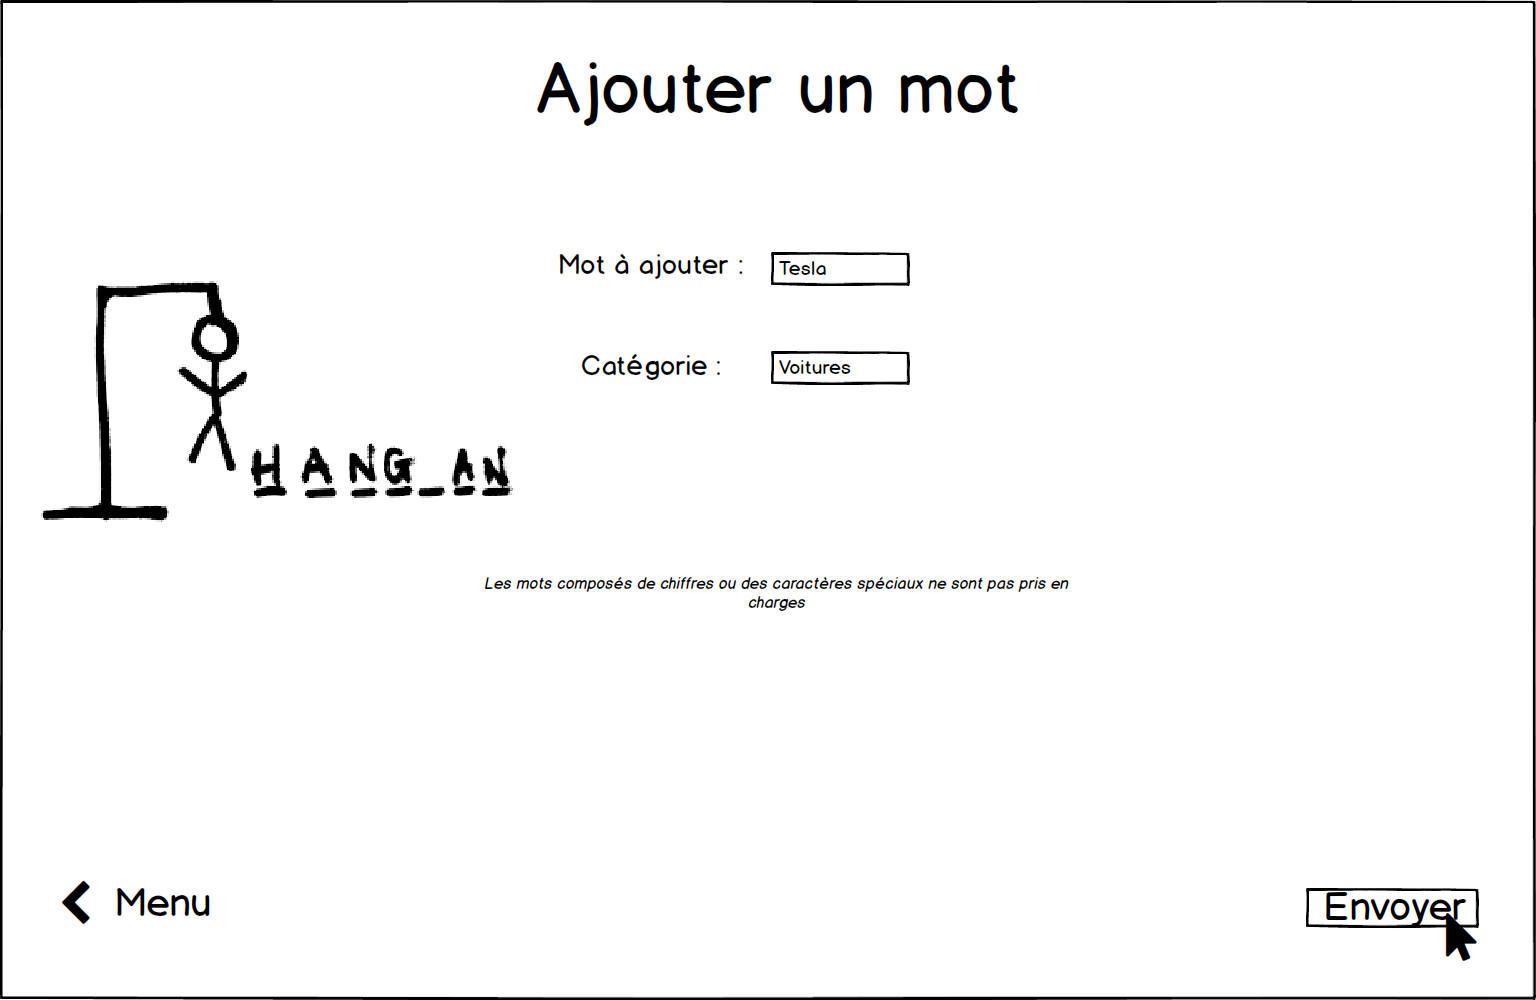 Ajouter un mot
Mot à ajouter :
Tesla
Catégorie :
Voitures
HANG_AN
Les mots composés de chiffres ou des caractères spéciaux ne sont pas pris en
charges
Menu
Envoyer